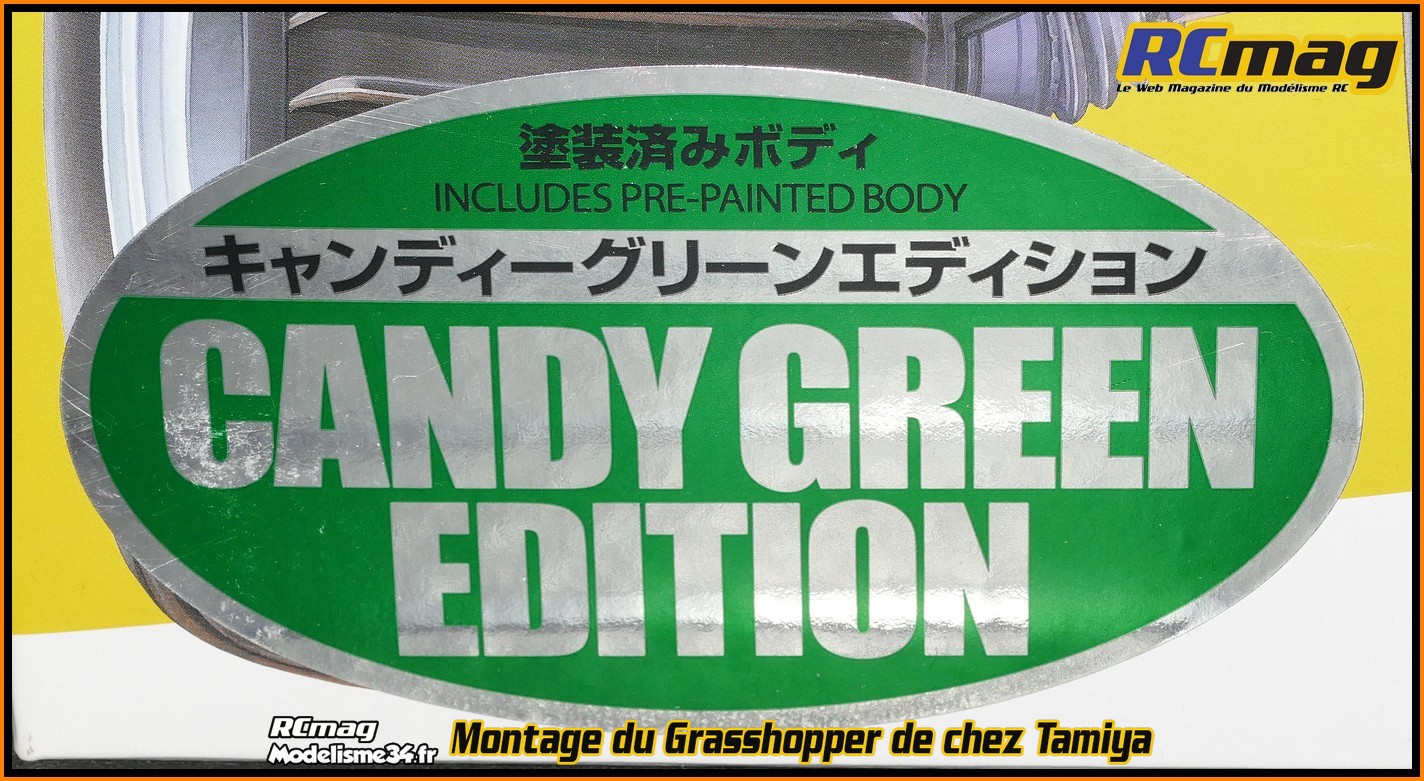 RCmag
Le Web Magazine du Modélisme RC
塗装済みボディ
INCLUDES PRE-PAINTED BODY
キャンディーグリーンエディション
CANDY GREEN
EDITION
RCmag
Modelisme34.fr
Montage du Grasshopper de chez Tamiya